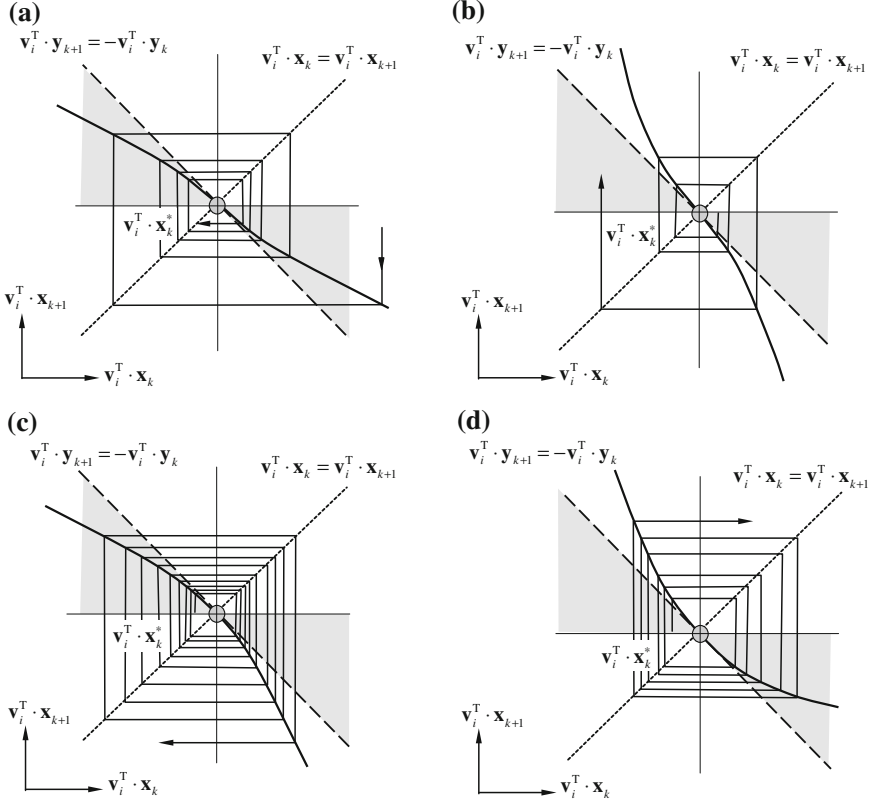 (a)
v_i^T · y_{k+1} = −v_i^T · y_k
v_i^T · x_k = v_i^T · x_{k+1}
v_i^T · x_k^*
v_i^T · x_{k+1}
v_i^T · x_k
(b)
v_i^T · y_{k+1} = −v_i^T · y_k
v_i^T · x_k = v_i^T · x_{k+1}
v_i^T · x_k^*
v_i^T · x_{k+1}
v_i^T · x_k
(c)
v_i^T · y_{k+1} = −v_i^T · y_k
v_i^T · x_k = v_i^T · x_{k+1}
v_i^T · x_k^*
v_i^T · x_{k+1}
v_i^T · x_k
(d)
v_i^T · y_{k+1} = −v_i^T · y_k
v_i^T · x_k = v_i^T · x_{k+1}
v_i^T · x_k^*
v_i^T · x_{k+1}
v_i^T · x_k